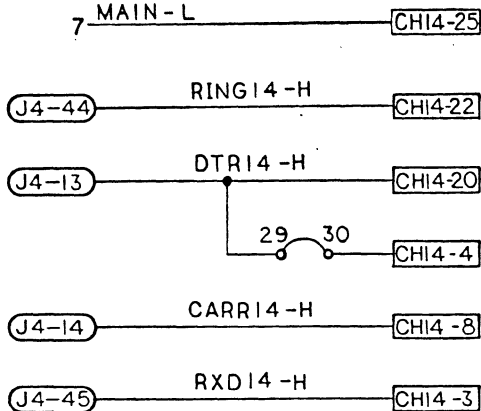 7 MAIN-L CH14-25
J4-44 RING14-H CH14-22
J4-13 DTR14-H CH14-20
29 30 CH14-4
J4-14 CARR14-H CH14-8
J4-45 RXD14-H CH14-3